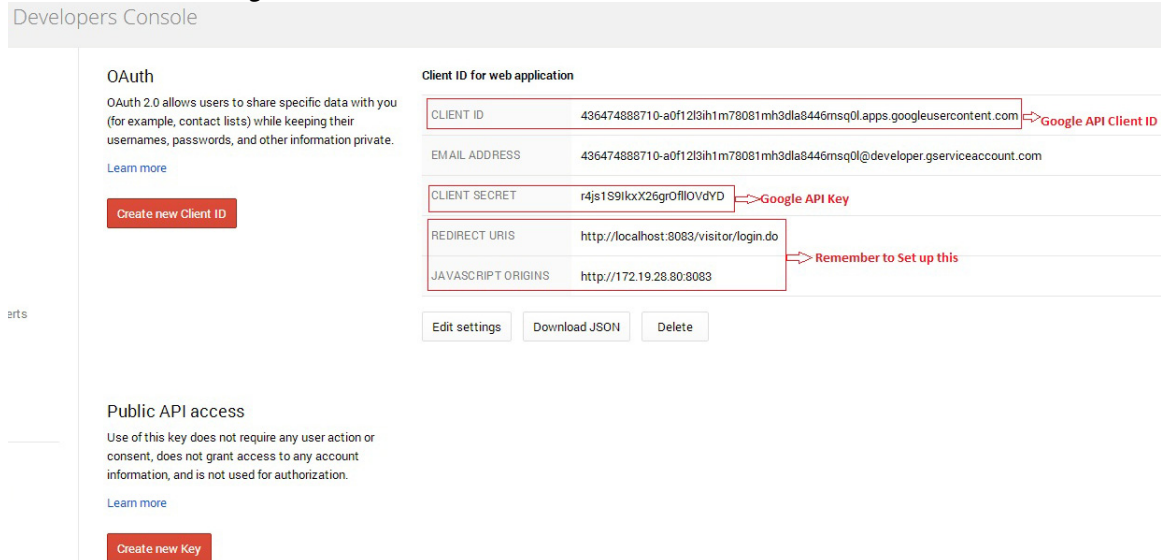 Developers Console
OAuth
OAuth 2.0 allows users to share specific data with you
(for example, contact lists) while keeping their
usernames, passwords, and other information private.
Learn more
Create new Client ID
Client ID for web application
CLIENT ID 436474888710-a0f12l3ih1m78081mh3dla8446rnsq0l.apps.googleusercontent.com Google API Client ID
EMAIL ADDRESS 436474888710-a0f12l3ih1m78081mh3dla8446rnsq0l@developer.gserviceaccount.com
CLIENT SECRET r4js1S9IkxX26grOfllOVdYD Google API Key
REDIRECT URIS http://localhost:8083/visitor/login.do
Remember to Set up this
JAVASCRIPT ORIGINS http://172.19.28.80:8083
Edit settings Download JSON Delete
erts
Public API access
Use of this key does not require any user action or
consent, does not grant access to any account
information, and is not used for authorization.
Learn more
Create new Key